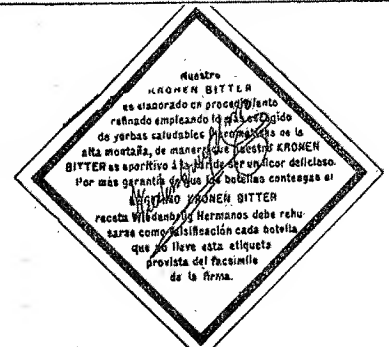 Nuestro
KRONEN BITTER
es elaborado en procedimiento
refinado empleando lo más escogido
de yerbas saludables aromáticas de la
alta montaña, de manera que nuestro KRONEN
BITTER es aperitivo á la par de ser un licor delicioso.
Por más garantía de que las botellas contengan el
LEGITIMO KRONEN BITTER
receta Hermanos debe rehu-
sarse como falsificación cada botella
que no lleve esta etiqueta
provista del facsimile
de la firma.